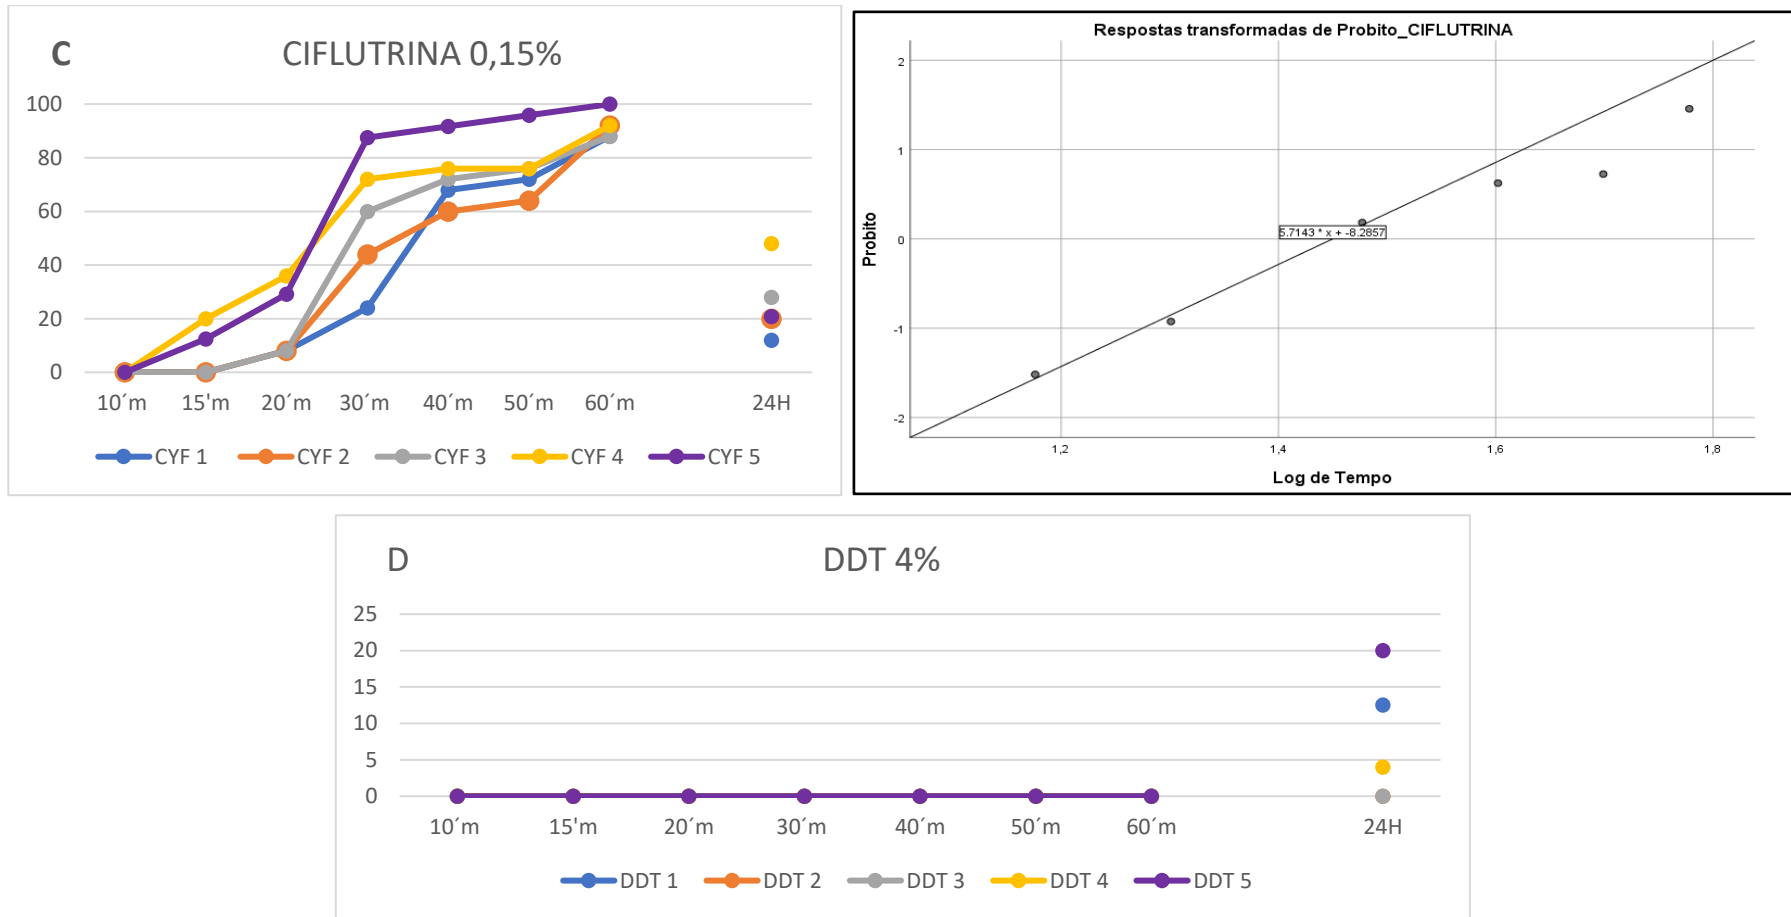 C
CIFLUTRINA 0,15%
100
80
60
40
20
0
10´m 15'm 20´m 30´m 40´m 50´m 60´m 24H
CYF 1 CYF 2 CYF 3 CYF 4 CYF 5
Respostas transformadas de Probito_CIFLUTRINA
Probito
2
1
0
-1
-2
5.7143 * x + -8.2857
1,2 1,4 1,6 1,8
Log de Tempo
D
DDT 4%
25
20
15
10
5
0
10´m 15'm 20´m 30´m 40´m 50´m 60´m 24H
DDT 1 DDT 2 DDT 3 DDT 4 DDT 5